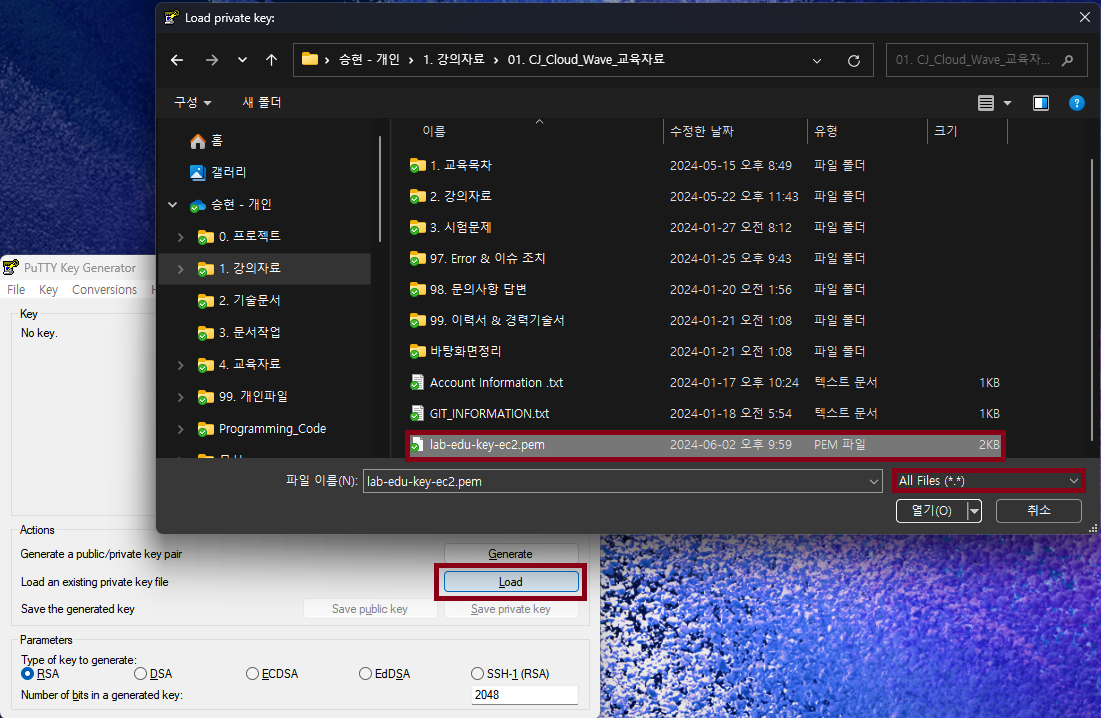 Load private key:
승현 - 개인 › 1. 강의자료 › 01. CJ_Cloud_Wave_교육자료
01. CJ_Cloud_Wave_교육자...
구성
새 폴더
홈
갤러리
승현 - 개인
0. 프로젝트
1. 강의자료
2. 기술문서
3. 문서작업
4. 교육자료
99. 개인파일
Programming_Code
이름 수정한 날짜 유형 크기
1. 교육목차 2024-05-15 오후 8:49 파일 폴더
2. 강의자료 2024-05-22 오후 11:43 파일 폴더
3. 시험문제 2024-01-27 오전 8:12 파일 폴더
97. Error & 이슈 조치 2024-01-25 오전 9:43 파일 폴더
98. 문의사항 답변 2024-01-20 오전 1:56 파일 폴더
99. 이력서 & 경력기술서 2024-01-21 오전 1:08 파일 폴더
바탕화면정리 2024-01-21 오전 1:08 파일 폴더
Account Information .txt 2024-01-17 오후 10:24 텍스트 문서 1KB
GIT_INFORMATION.txt 2024-01-18 오전 5:54 텍스트 문서 1KB
lab-edu-key-ec2.pem 2024-06-02 오후 9:59 PEM 파일 2KB
파일 이름(N): lab-edu-key-ec2.pem All Files (*.*)
열기(O) 취소
PuTTY Key Generator
File Key Conversions
Key
No key.
Actions
Generate a public/private key pair Generate
Load an existing private key file Load
Save the generated key Save public key Save private key
Parameters
Type of key to generate:
RSA DSA ECDSA EdDSA SSH-1 (RSA)
Number of bits in a generated key: 2048